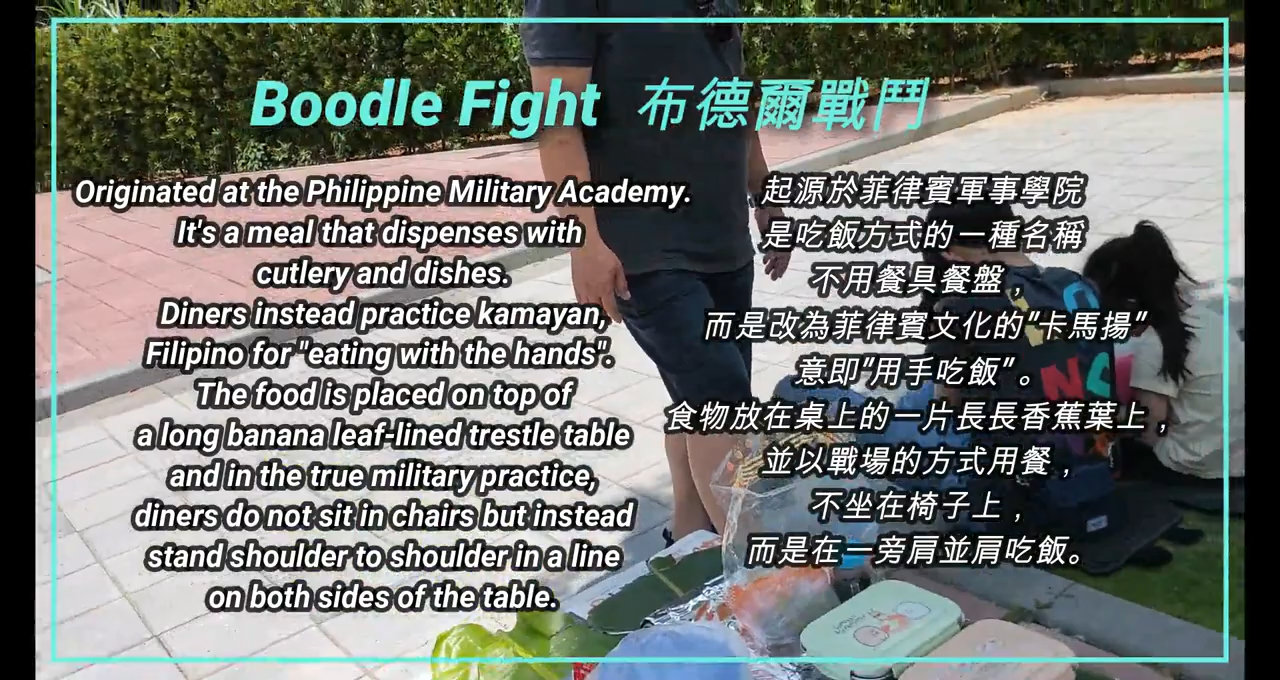 Boodle Fight 布德爾戰鬥
Originated at the Philippine Military Academy.
It's a meal that dispenses with
cutlery and dishes.
Diners instead practice kamayan,
Filipino for "eating with the hands".
The food is placed on top of
a long banana leaf-lined trestle table
and in the true military practice,
diners do not sit in chairs but instead
stand shoulder to shoulder in a line
on both sides of the table.
起源於菲律賓軍事學院
是吃飯方式的一種名稱
不用餐具餐盤，
而是改為菲律賓文化的"卡馬揚"
意即"用手吃飯"。
食物放在桌上的一片長長香蕉葉上，
並以戰場的方式用餐，
不坐在椅子上，
而是在一旁肩並肩吃飯。